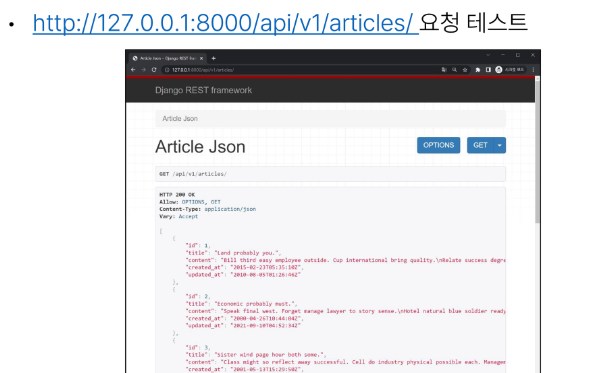 • http://127.0.0.1:8000/api/v1/articles/ 요청 테스트
Article Json – Django REST fra
127.0.0.1:8000/api/v1/articles/
Django REST framework
Article Json
Article Json
OPTIONS GET
GET /api/v1/articles/
HTTP 200 OK
Allow: OPTIONS, GET
Content-Type: application/json
Vary: Accept
[
{
"id": 1,
"title": "Land probably you.",
"content": "Bill third easy employee outside. Cup international bring quality.\nRelate success degre
"created_at": "2015-02-23T05:35:10Z",
"updated_at": "2010-08-05T01:26:46Z"
},
{
"id": 2,
"title": "Economic probably must.",
"content": "Speak final west. Forget manage lawyer to story sense.\nHotel natural blue soldier ready
"created_at": "2000-04-26T10:44:04Z",
"updated_at": "2021-09-10T04:52:34Z"
},
{
"id": 3,
"title": "Sister wind page hour both some.",
"content": "Class might so reflect away successful. Cell do industry physical possible each. Manage
"created_at": "2001-05-13T15:29:50Z",